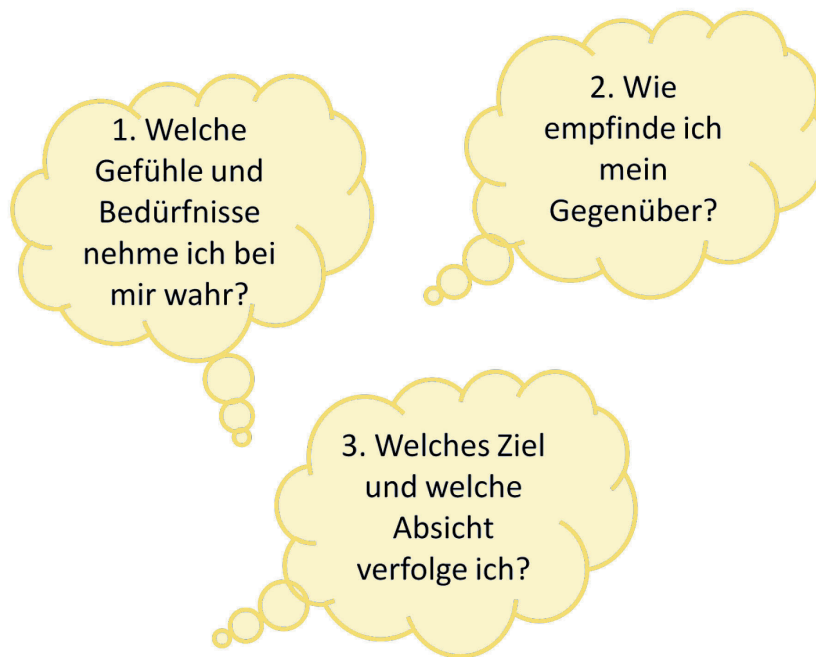 1. Welche
Gefühle und
Bedürfnisse
nehme ich bei
mir wahr?
2. Wie
empfinde ich
mein
Gegenüber?
3. Welches Ziel
und welche
Absicht
verfolge ich?